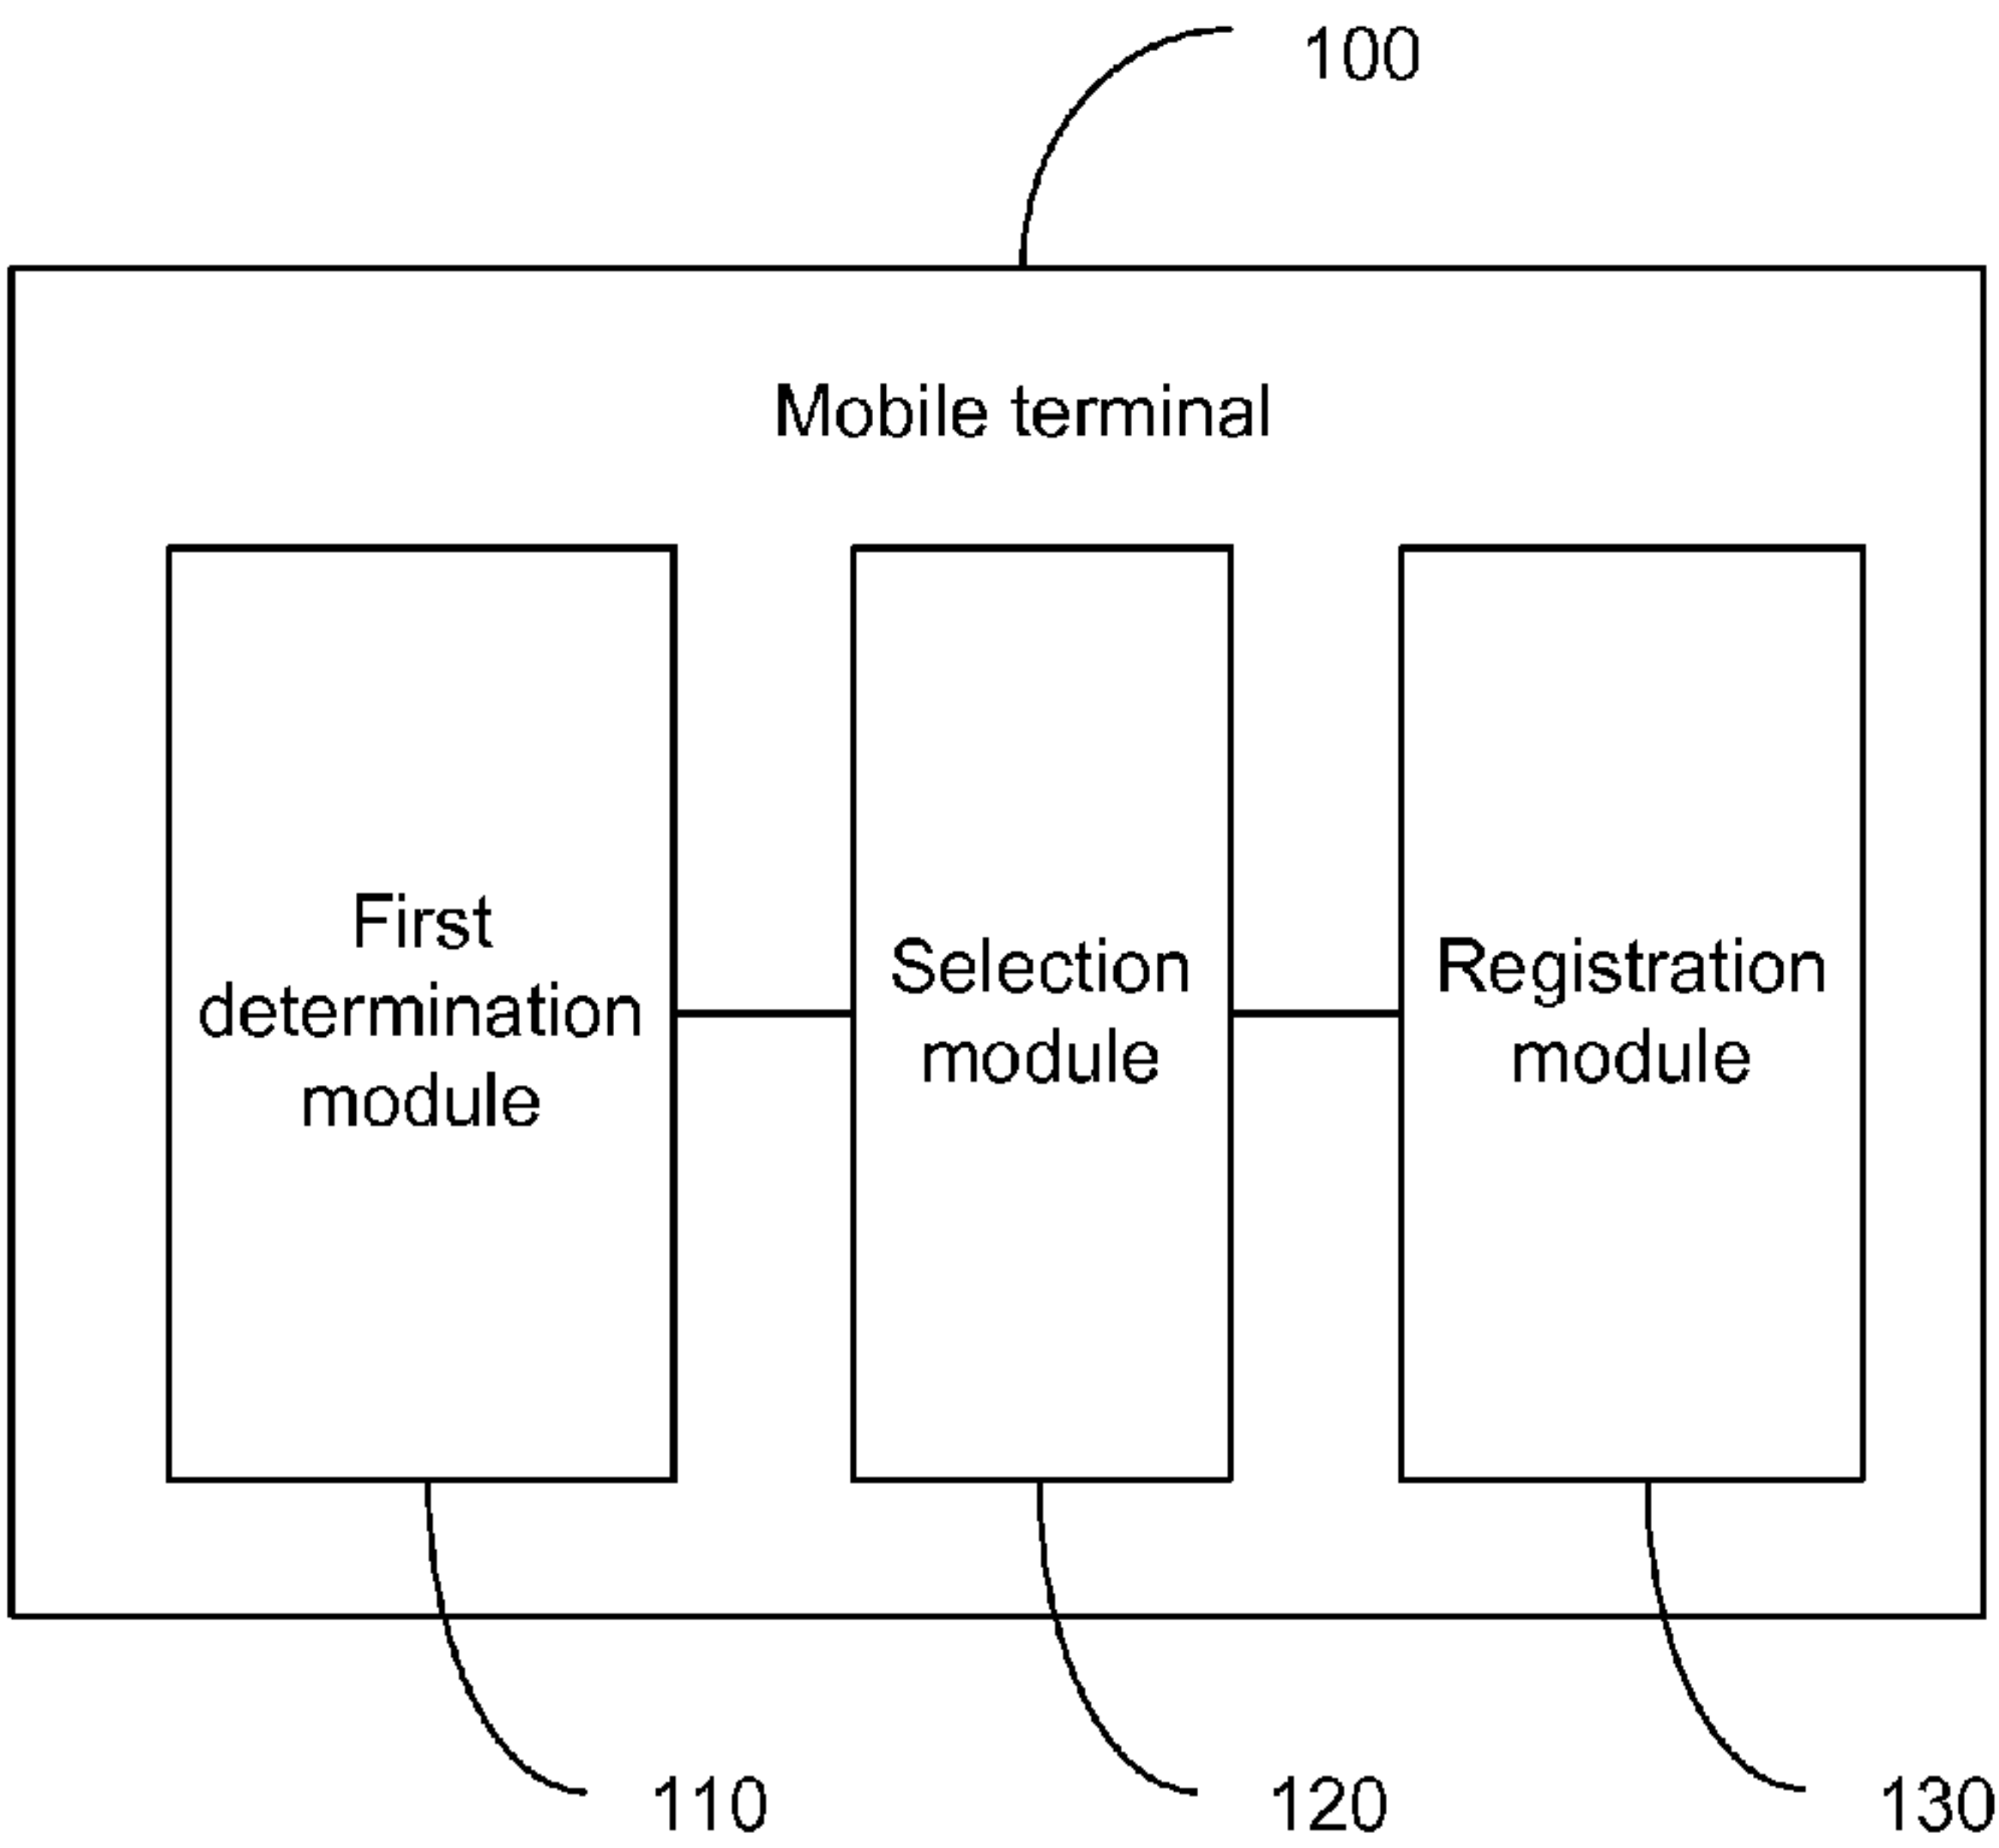 100
Mobile terminal
First
determination
module
Selection
module
Registration
module
110
120
130